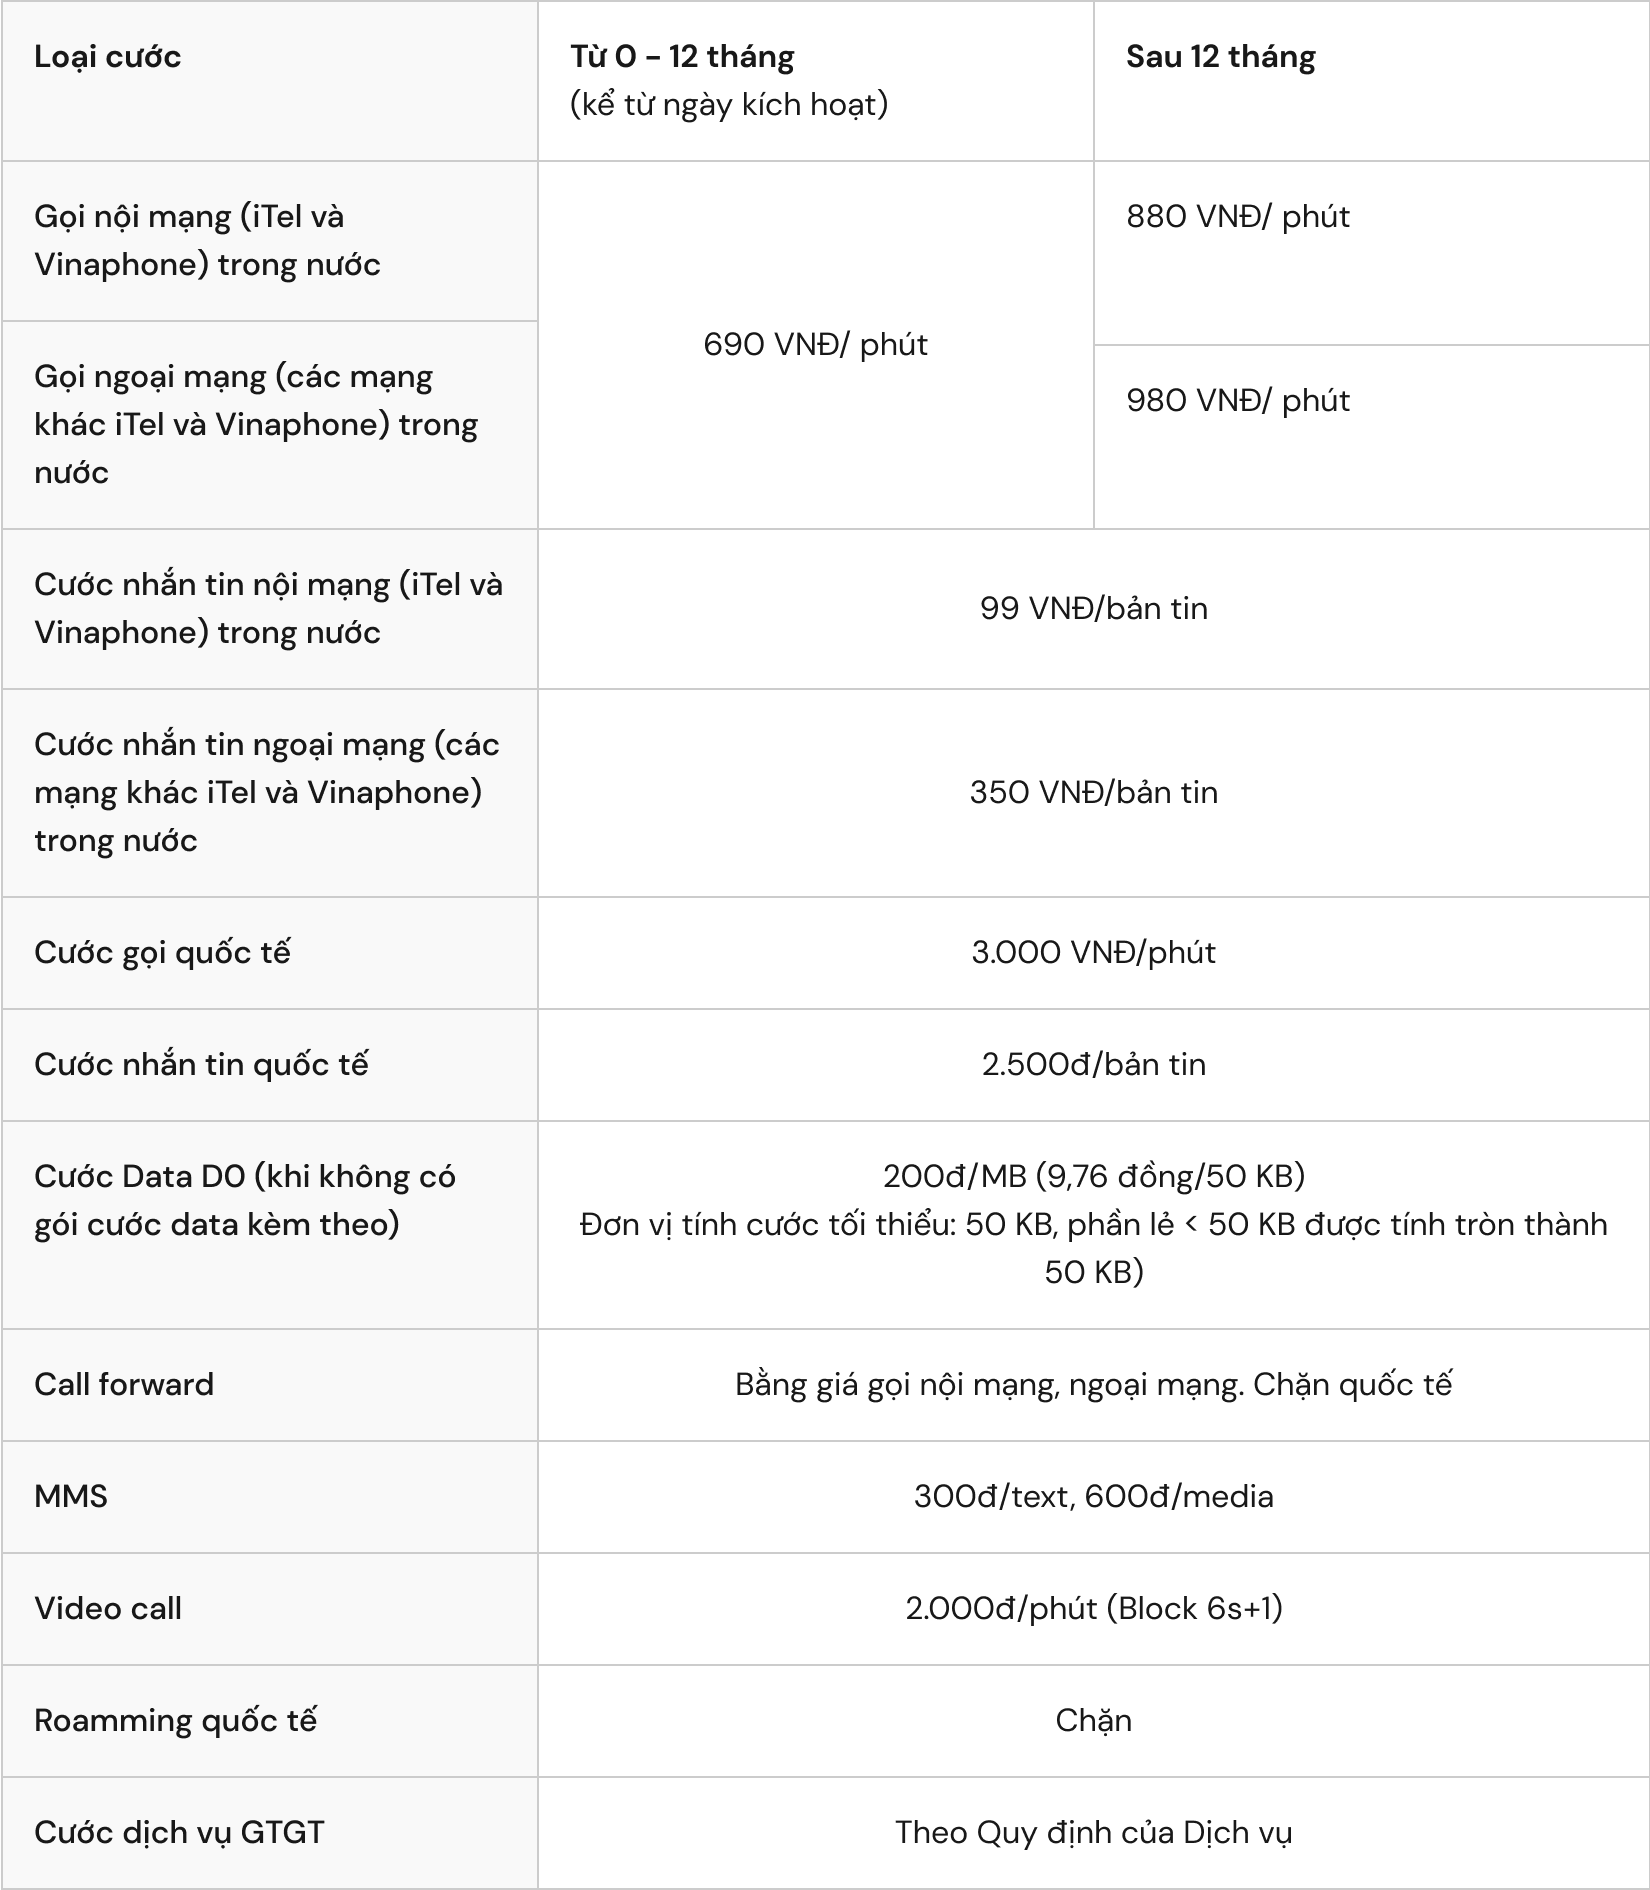 Loại cước
Từ 0 - 12 tháng
(kể từ ngày kích hoạt)
Sau 12 tháng
Gọi nội mạng (iTel và
Vinaphone) trong nước
690 VNĐ/ phút
880 VNĐ/ phút
Gọi ngoại mạng (các mạng
khác iTel và Vinaphone) trong
nước
980 VNĐ/ phút
Cước nhắn tin nội mạng (iTel và
Vinaphone) trong nước
99 VNĐ/bản tin
Cước nhắn tin ngoại mạng (các
mạng khác iTel và Vinaphone)
trong nước
350 VNĐ/bản tin
Cước gọi quốc tế
3.000 VNĐ/phút
Cước nhắn tin quốc tế
2.500đ/bản tin
Cước Data D0 (khi không có
gói cước data kèm theo)
200đ/MB (9,76 đồng/50 KB)
Đơn vị tính cước tối thiểu: 50 KB, phần lẻ < 50 KB được tính tròn thành
50 KB)
Call forward
Bằng giá gọi nội mạng, ngoại mạng. Chặn quốc tế
MMS
300đ/text, 600đ/media
Video call
2.000đ/phút (Block 6s+1)
Roamming quốc tế
Chặn
Cước dịch vụ GTGT
Theo Quy định của Dịch vụ